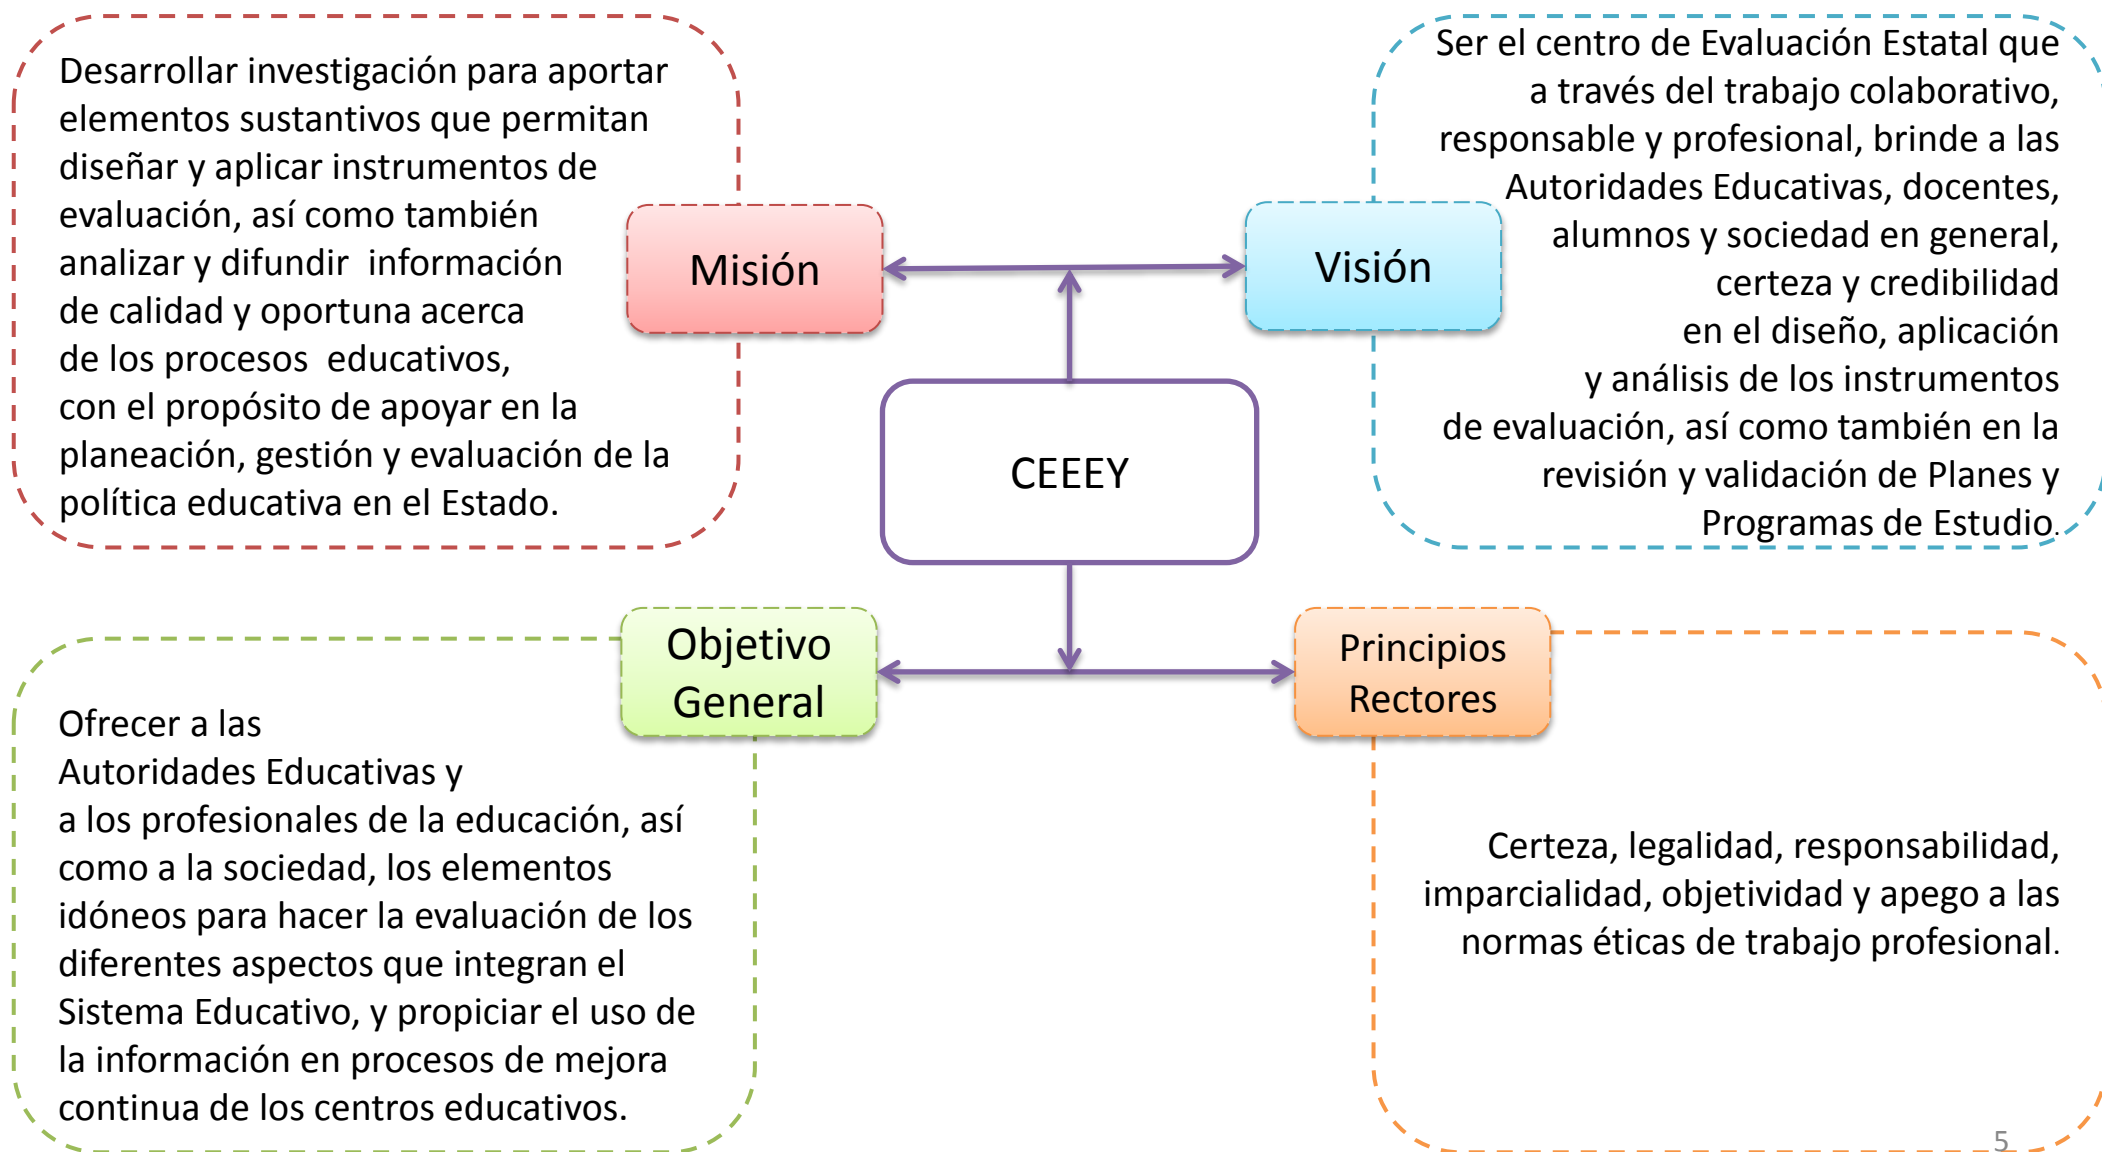 Desarrollar investigación para aportar
elementos sustantivos que permitan
diseñar y aplicar instrumentos de
evaluación, así como también
analizar y difundir  información
de calidad y oportuna acerca
de los procesos  educativos,
con el propósito de apoyar en la
planeación, gestión y evaluación de la
política educativa en el Estado.
Misión
Visión
Ser el centro de Evaluación Estatal que
a través del trabajo colaborativo,
responsable y profesional, brinde a las
Autoridades Educativas, docentes,
alumnos y sociedad en general,
certeza y credibilidad
en el diseño, aplicación
y análisis de los instrumentos
de evaluación, así como también en la
revisión y validación de Planes y
Programas de Estudio.
CEEEY
Objetivo
General
Ofrecer a las
Autoridades Educativas y
a los profesionales de la educación, así
como a la sociedad, los elementos
idóneos para hacer la evaluación de los
diferentes aspectos que integran el
Sistema Educativo, y propiciar el uso de
la información en procesos de mejora
continua de los centros educativos.
Principios
Rectores
Certeza, legalidad, responsabilidad,
imparcialidad, objetividad y apego a las
normas éticas de trabajo profesional.
5